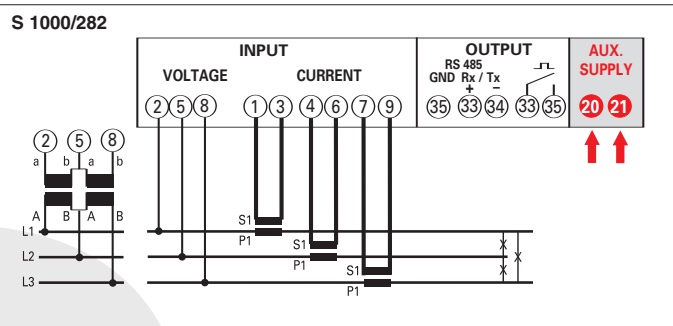 S 1000/282
INPUT OUTPUT AUX.
RS 485 SUPPLY
VOLTAGE CURRENT GND Rx / Tx
+ −
2 5 8 1 3 4 6 7 9 35 33 34 33 35 20 21
2 5 8
a b a b
A B A B
S1
L1
P1
S1
L2
P1
S1
L3
P1